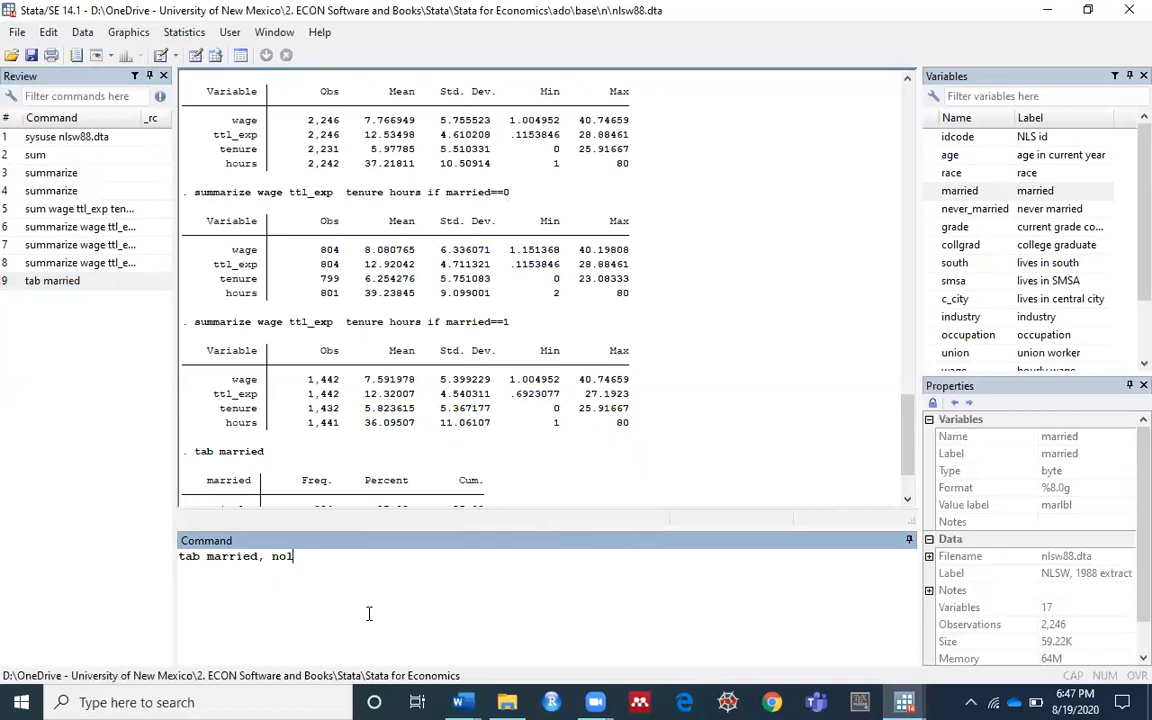 Stata/SE 14.1 - D:\OneDrive - University of New Mexico\2. ECON Software and Books\Stata\Stata for Economics\ado\base\n\nlsw88.dta
File Edit Data Graphics Statistics User Window Help
Review
Filter commands here
# Command _rc
1 sysuse nlsw88.dta
2 sum
3 summarize
4 summarize
5 sum wage ttl_exp ten...
6 summarize wage ttl_e...
7 summarize wage ttl_e...
8 summarize wage ttl_e...
9 tab married
Variable Obs Mean Std. Dev. Min Max
wage 2,246 7.766949 5.755523 1.004952 40.74659
ttl_exp 2,246 12.53498 4.610208 .1153846 28.88461
tenure 2,231 5.97785 5.510331 0 25.91667
hours 2,242 37.21811 10.50914 1 80
. summarize wage ttl_exp  tenure hours if married==0
Variable Obs Mean Std. Dev. Min Max
wage 804 8.080765 6.336071 1.151368 40.19808
ttl_exp 804 12.92042 4.711321 .1153846 28.88461
tenure 799 6.254276 5.751083 0 23.08333
hours 801 39.23845 9.099001 2 80
. summarize wage ttl_exp  tenure hours if married==1
Variable Obs Mean Std. Dev. Min Max
wage 1,442 7.591978 5.399229 1.004952 40.74659
ttl_exp 1,442 12.32007 4.540311 .6923077 27.1923
tenure 1,432 5.823615 5.367177 0 25.91667
hours 1,441 36.09507 11.06107 1 80
. tab married
married Freq. Percent Cum.
Command
tab married, nol
Variables
Filter variables here
Name Label
idcode NLS id
age age in current year
race race
married married
never_married never married
grade current grade co...
collgrad college graduate
south lives in south
smsa lives in SMSA
c_city lives in central city
industry industry
occupation occupation
union union worker
wage hourly wage
Properties
Variables
Name married
Label married
Type byte
Format %8.0g
Value label marlbl
Notes
Data
Filename nlsw88.dta
Label NLSW, 1988 extract
Notes
Variables 17
Observations 2,246
Size 59.22K
Memory 64M
D:\OneDrive - University of New Mexico\2. ECON Software and Books\Stata\Stata for Economics
CAP NUM OVR
Type here to search
6:47 PM
8/19/2020